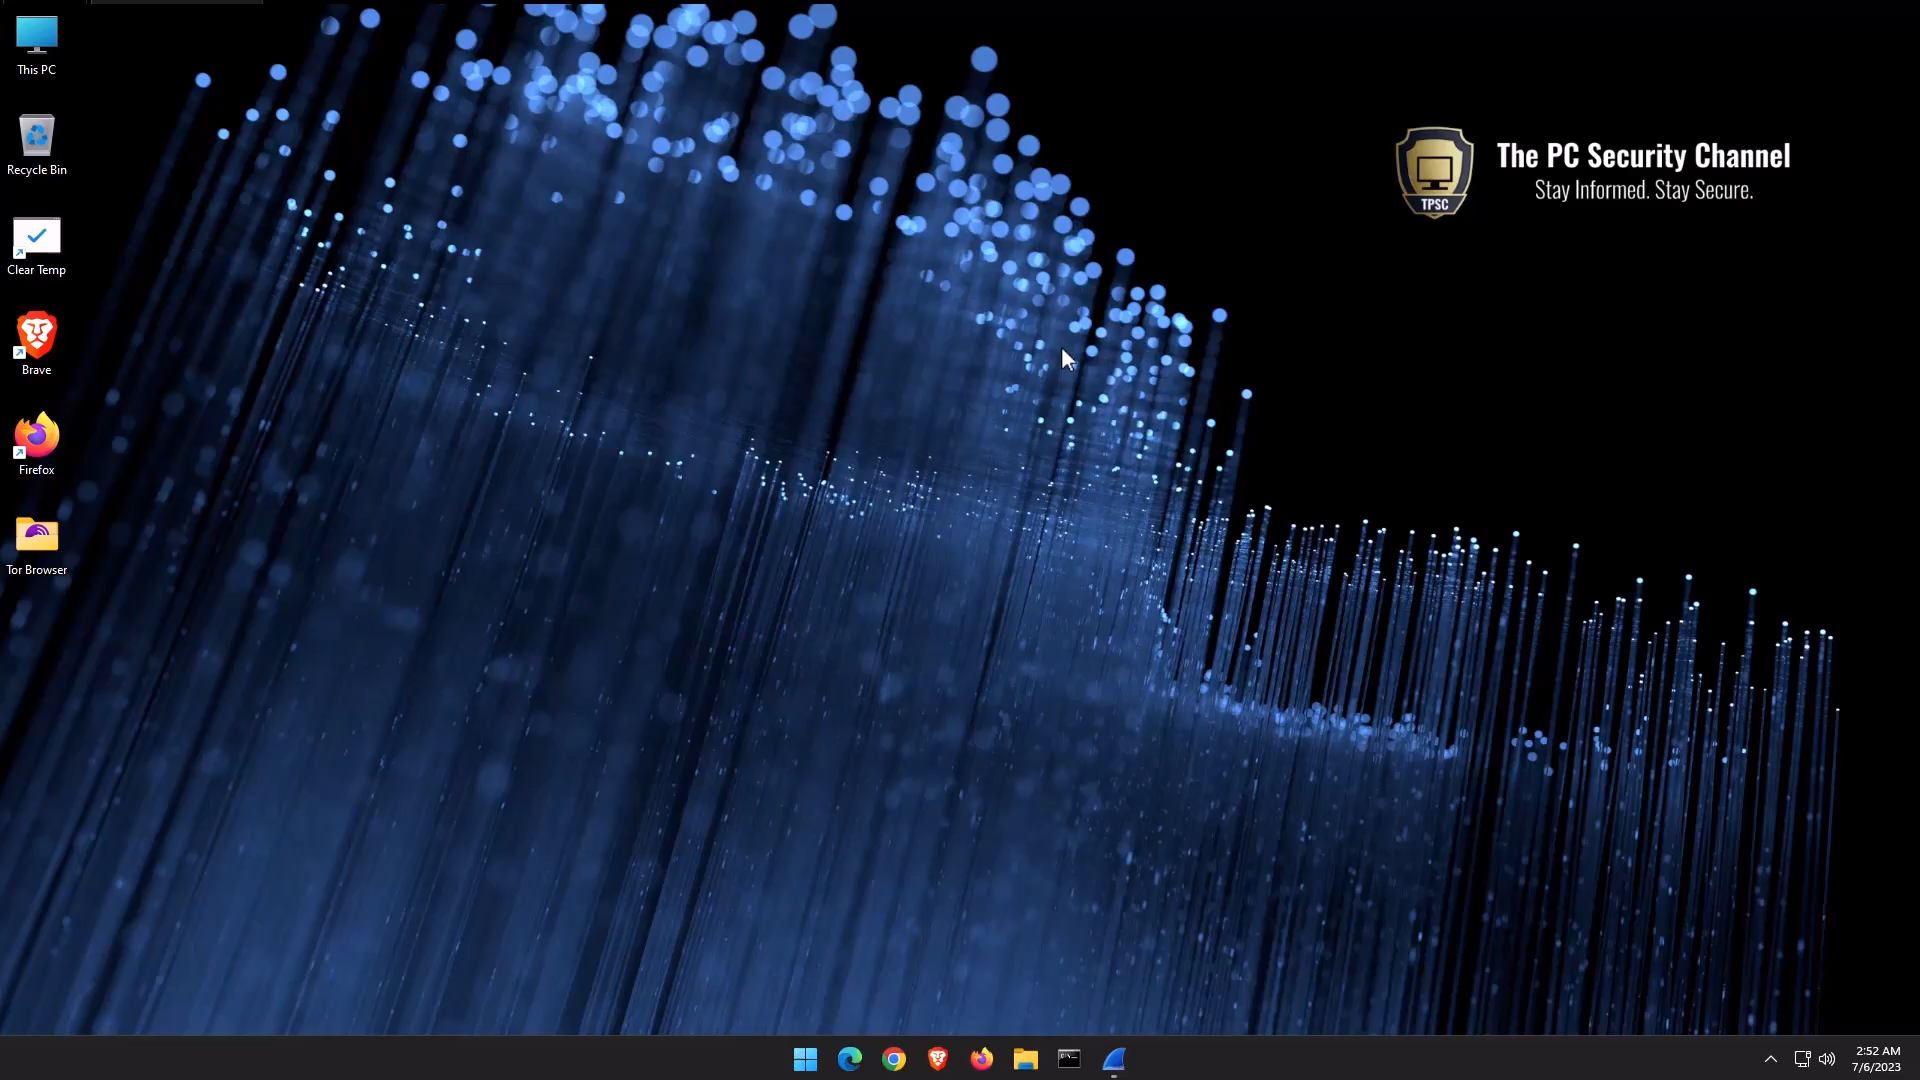 This PC
Recycle Bin
Clear Temp
Brave
Firefox
Tor Browser
The PC Security Channel
Stay Informed. Stay Secure.
TPSC
2:52 AM
7/6/2023